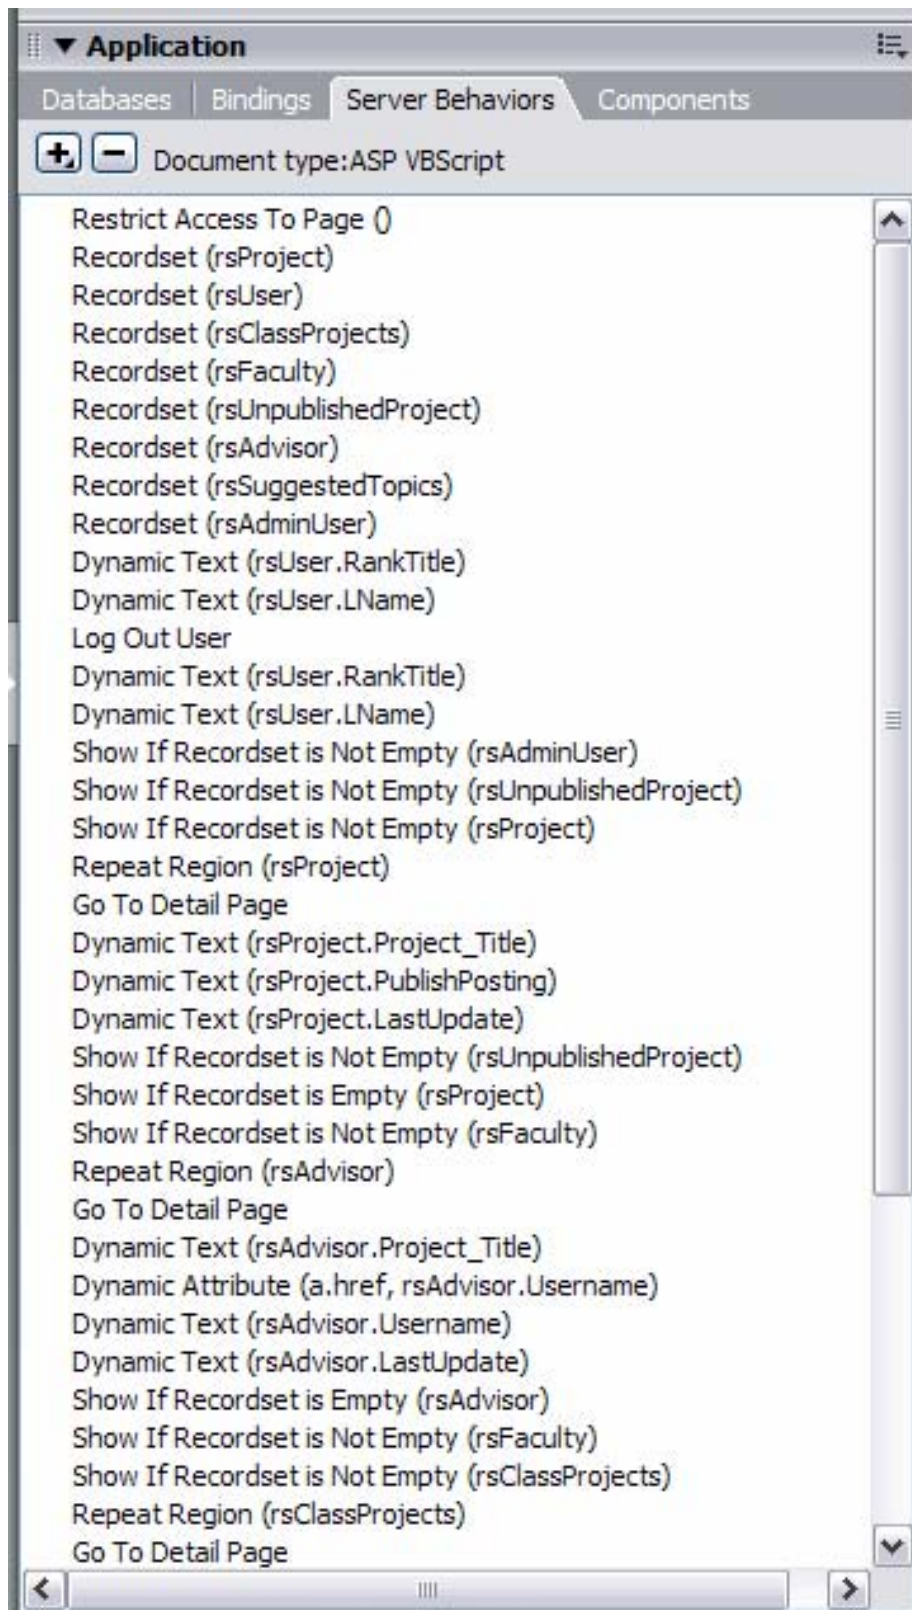 Application
Databases Bindings Server Behaviors Components
Document type:ASP VBScript
Restrict Access To Page ()
Recordset (rsProject)
Recordset (rsUser)
Recordset (rsClassProjects)
Recordset (rsFaculty)
Recordset (rsUnpublishedProject)
Recordset (rsAdvisor)
Recordset (rsSuggestedTopics)
Recordset (rsAdminUser)
Dynamic Text (rsUser.RankTitle)
Dynamic Text (rsUser.LName)
Log Out User
Dynamic Text (rsUser.RankTitle)
Dynamic Text (rsUser.LName)
Show If Recordset is Not Empty (rsAdminUser)
Show If Recordset is Not Empty (rsUnpublishedProject)
Show If Recordset is Not Empty (rsProject)
Repeat Region (rsProject)
Go To Detail Page
Dynamic Text (rsProject.Project_Title)
Dynamic Text (rsProject.PublishPosting)
Dynamic Text (rsProject.LastUpdate)
Show If Recordset is Not Empty (rsUnpublishedProject)
Show If Recordset is Empty (rsProject)
Show If Recordset is Not Empty (rsFaculty)
Repeat Region (rsAdvisor)
Go To Detail Page
Dynamic Text (rsAdvisor.Project_Title)
Dynamic Attribute (a.href, rsAdvisor.Username)
Dynamic Text (rsAdvisor.Username)
Dynamic Text (rsAdvisor.LastUpdate)
Show If Recordset is Empty (rsAdvisor)
Show If Recordset is Not Empty (rsFaculty)
Show If Recordset is Not Empty (rsClassProjects)
Repeat Region (rsClassProjects)
Go To Detail Page